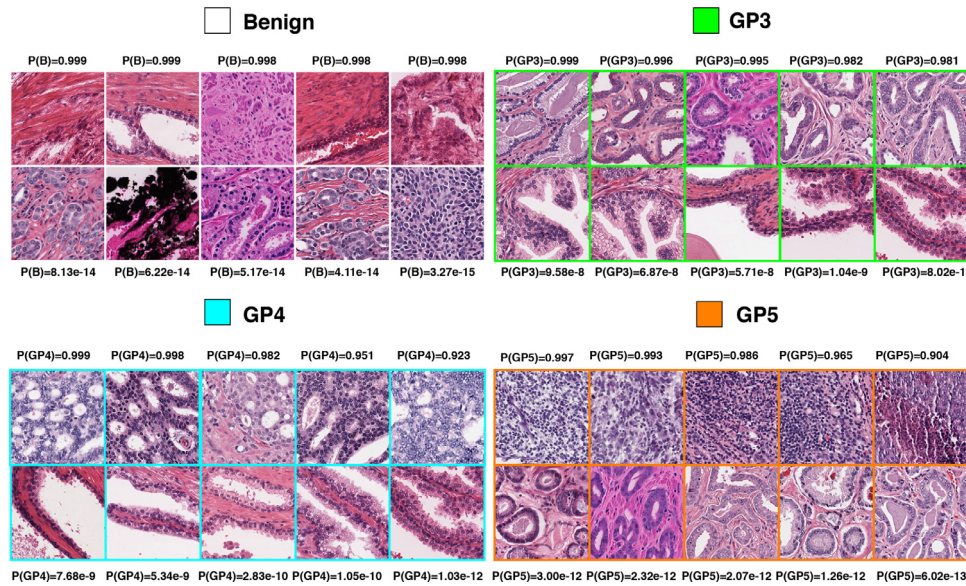 Benign
GP3
P(B)=0.999 P(B)=0.999 P(B)=0.998 P(B)=0.998 P(B)=0.998
P(GP3)=0.999 P(GP3)=0.996 P(GP3)=0.995 P(GP3)=0.982 P(GP3)=0.981
P(B)=8.13e-14 P(B)=6.22e-14 P(B)=5.17e-14 P(B)=4.11e-14 P(B)=3.27e-15
P(GP3)=9.58e-8 P(GP3)=6.87e-8 P(GP3)=5.71e-8 P(GP3)=1.04e-9 P(GP3)=8.02e-1
GP4
GP5
P(GP4)=0.999 P(GP4)=0.998 P(GP4)=0.982 P(GP4)=0.951 P(GP4)=0.923
P(GP5)=0.997 P(GP5)=0.993 P(GP5)=0.986 P(GP5)=0.965 P(GP5)=0.904
P(GP4)=7.68e-9 P(GP4)=5.34e-9 P(GP4)=2.83e-10 P(GP4)=1.05e-10 P(GP4)=1.03e-12
P(GP5)=3.00e-12 P(GP5)=2.32e-12 P(GP5)=2.07e-12 P(GP5)=1.26e-12 P(GP5)=6.02e-13